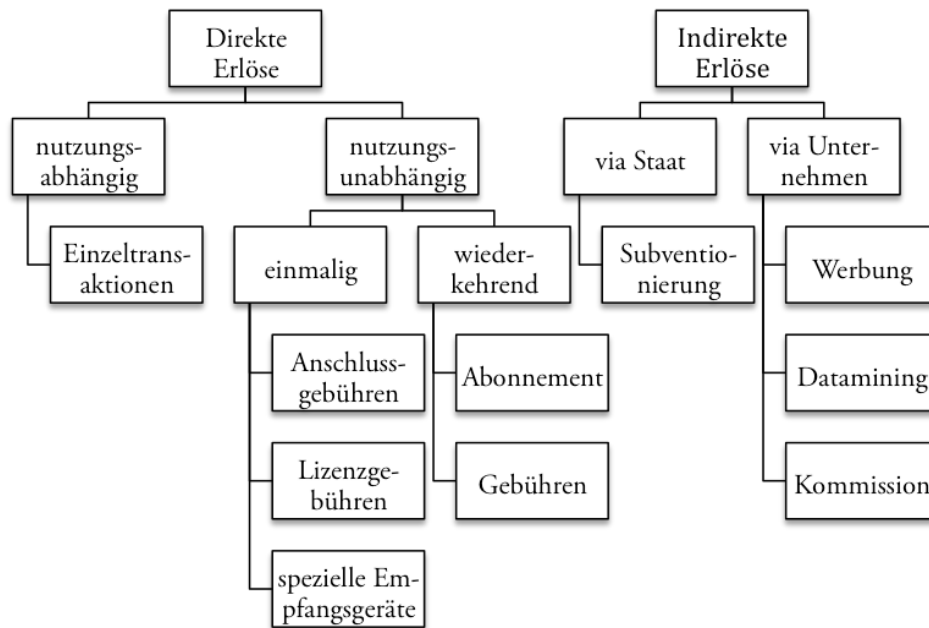 Direkte
Erlöse
Indirekte
Erlöse
nutzungs-
abhängig
nutzungs-
unabhängig
via Staat
via Unter-
nehmen
Einzeltrans-
aktionen
einmalig
wieder-
kehrend
Subventio-
nierung
Werbung
Anschluss-
gebühren
Abonnement
Datamining
Lizenzge-
bühren
Gebühren
Kommission
spezielle Em-
pfangsgeräte